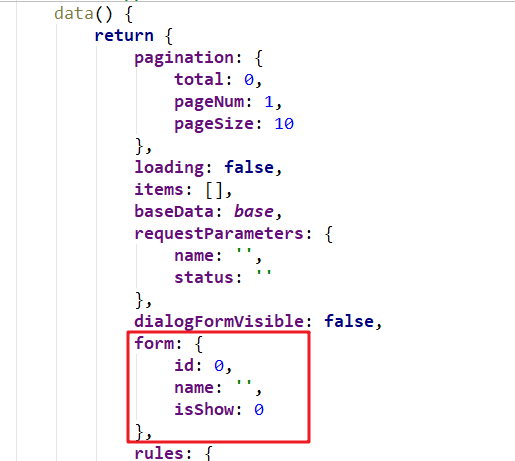 data() {
return {
pagination: {
total: 0,
pageNum: 1,
pageSize: 10
},
loading: false,
items: [],
baseData: base,
requestParameters: {
name: '',
status: ''
},
dialogFormVisible: false,
form: {
id: 0,
name: '',
isShow: 0
},
rules: {